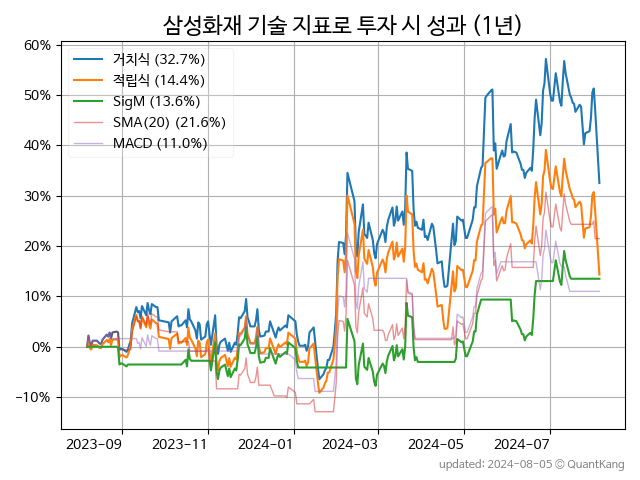 삼성화재 기술 지표로 투자 시 성과 (1년)
60%
50%
40%
30%
20%
10%
0%
−10%
거치식 (32.7%)
적립식 (14.4%)
SigM (13.6%)
SMA(20) (21.6%)
MACD (11.0%)
2023-09 2023-11 2024-01 2024-03 2024-05 2024-07
updated: 2024-08-05 © QuantKang